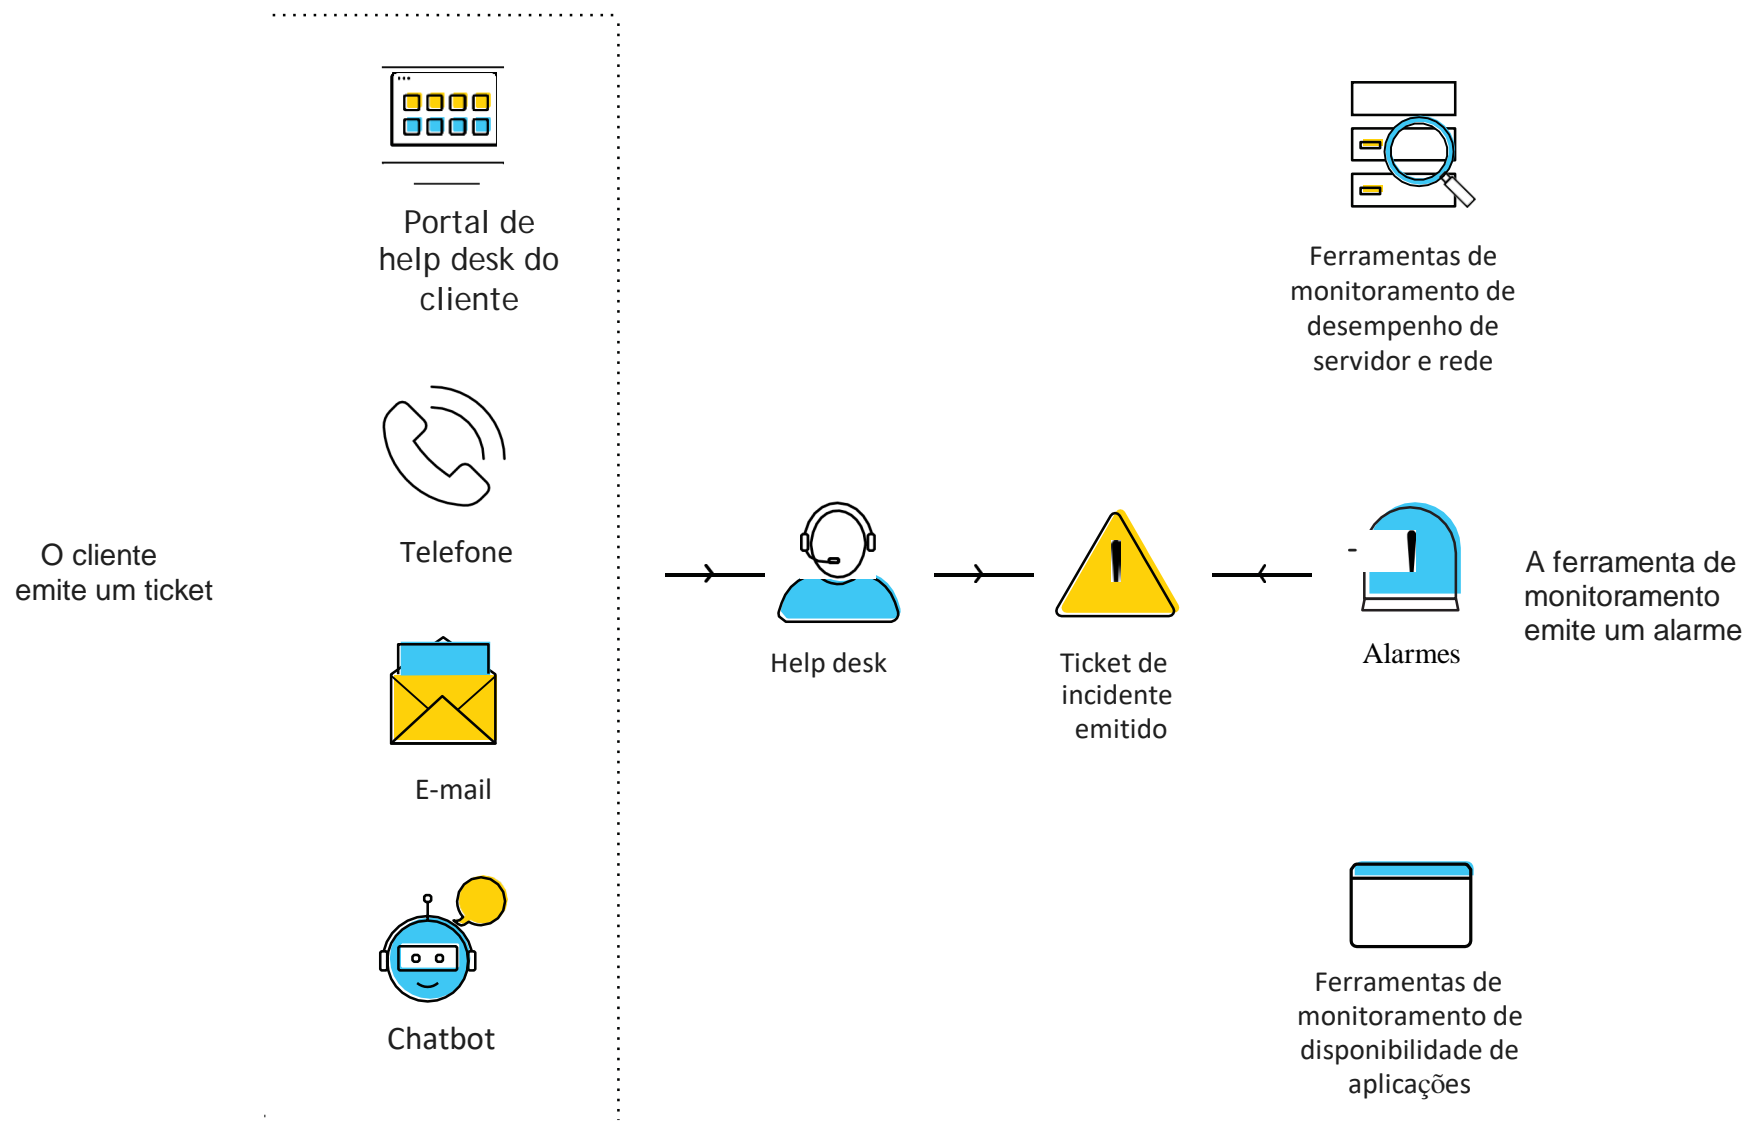 O cliente
emite um ticket
Portal de
help desk do
cliente
Telefone
E-mail
Chatbot
Help desk
Ticket de
incidente
emitido
Ferramentas de
monitoramento de
desempenho de
servidor e rede
Alarmes
Ferramentas de
monitoramento de
disponibilidade de
aplicações
A ferramenta de
monitoramento
emite um alarme